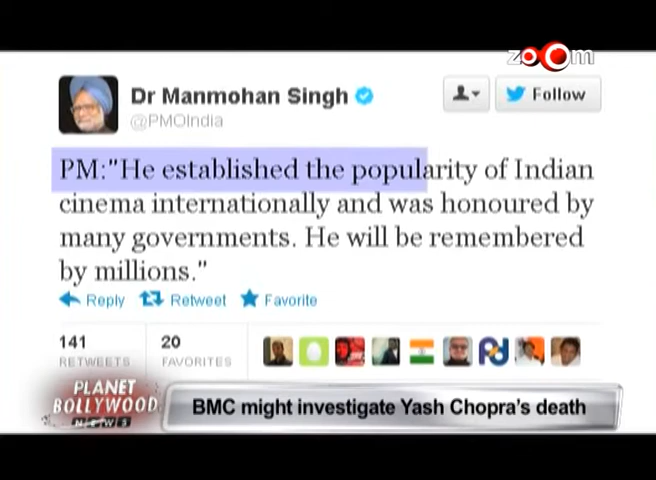 zoom
Dr Manmohan Singh
@PMOIndia
Follow
PM:"He established the popularity of Indian
cinema internationally and was honoured by
many governments. He will be remembered
by millions."
Reply Retweet Favorite
141 20
RETWEETS FAVORITES
PLANET
BOLLYWOOD
NEWS
BMC might investigate Yash Chopra's death